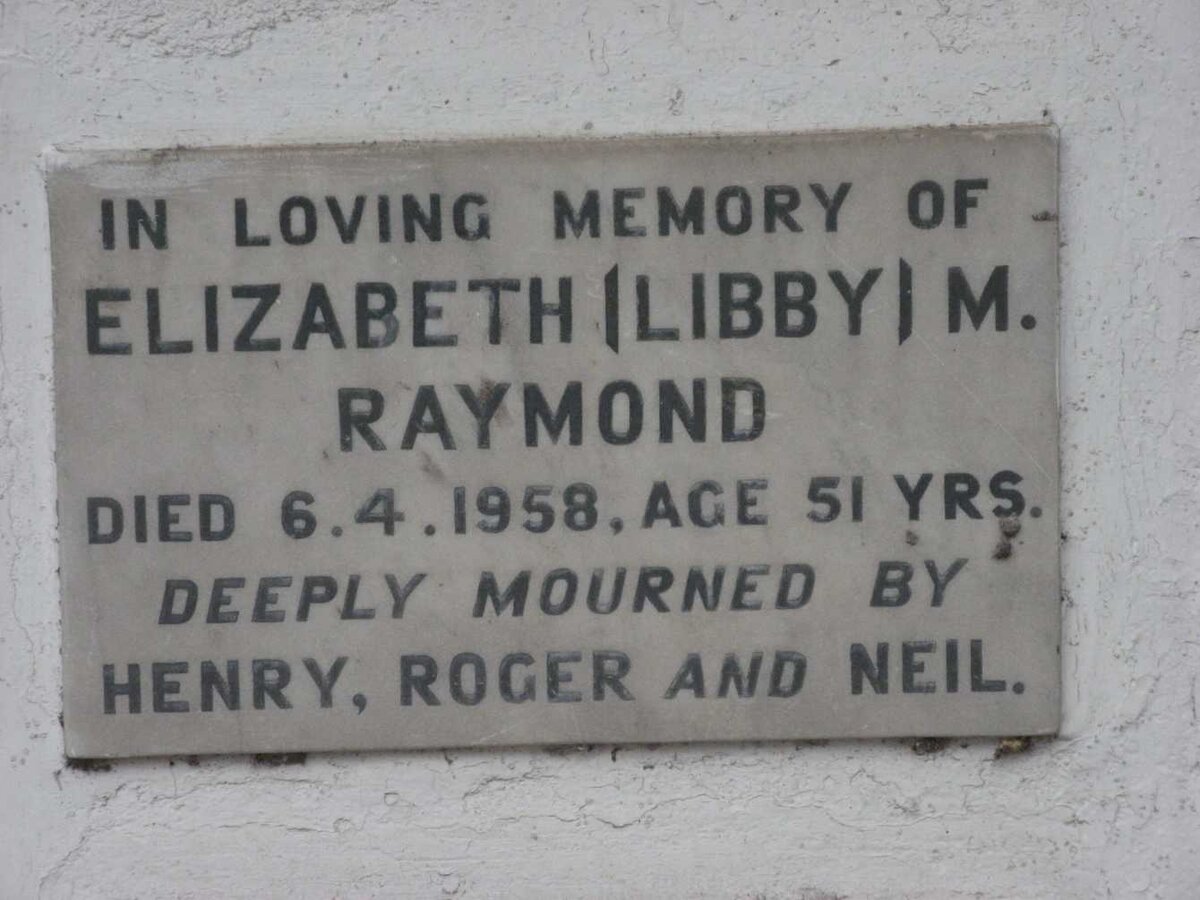 IN LOVING MEMORY OF
ELIZABETH (LIBBY) M.
RAYMOND
DIED 6.4.1958, AGE 51 YRS.
DEEPLY MOURNED BY
HENRY, ROGER AND NEIL.